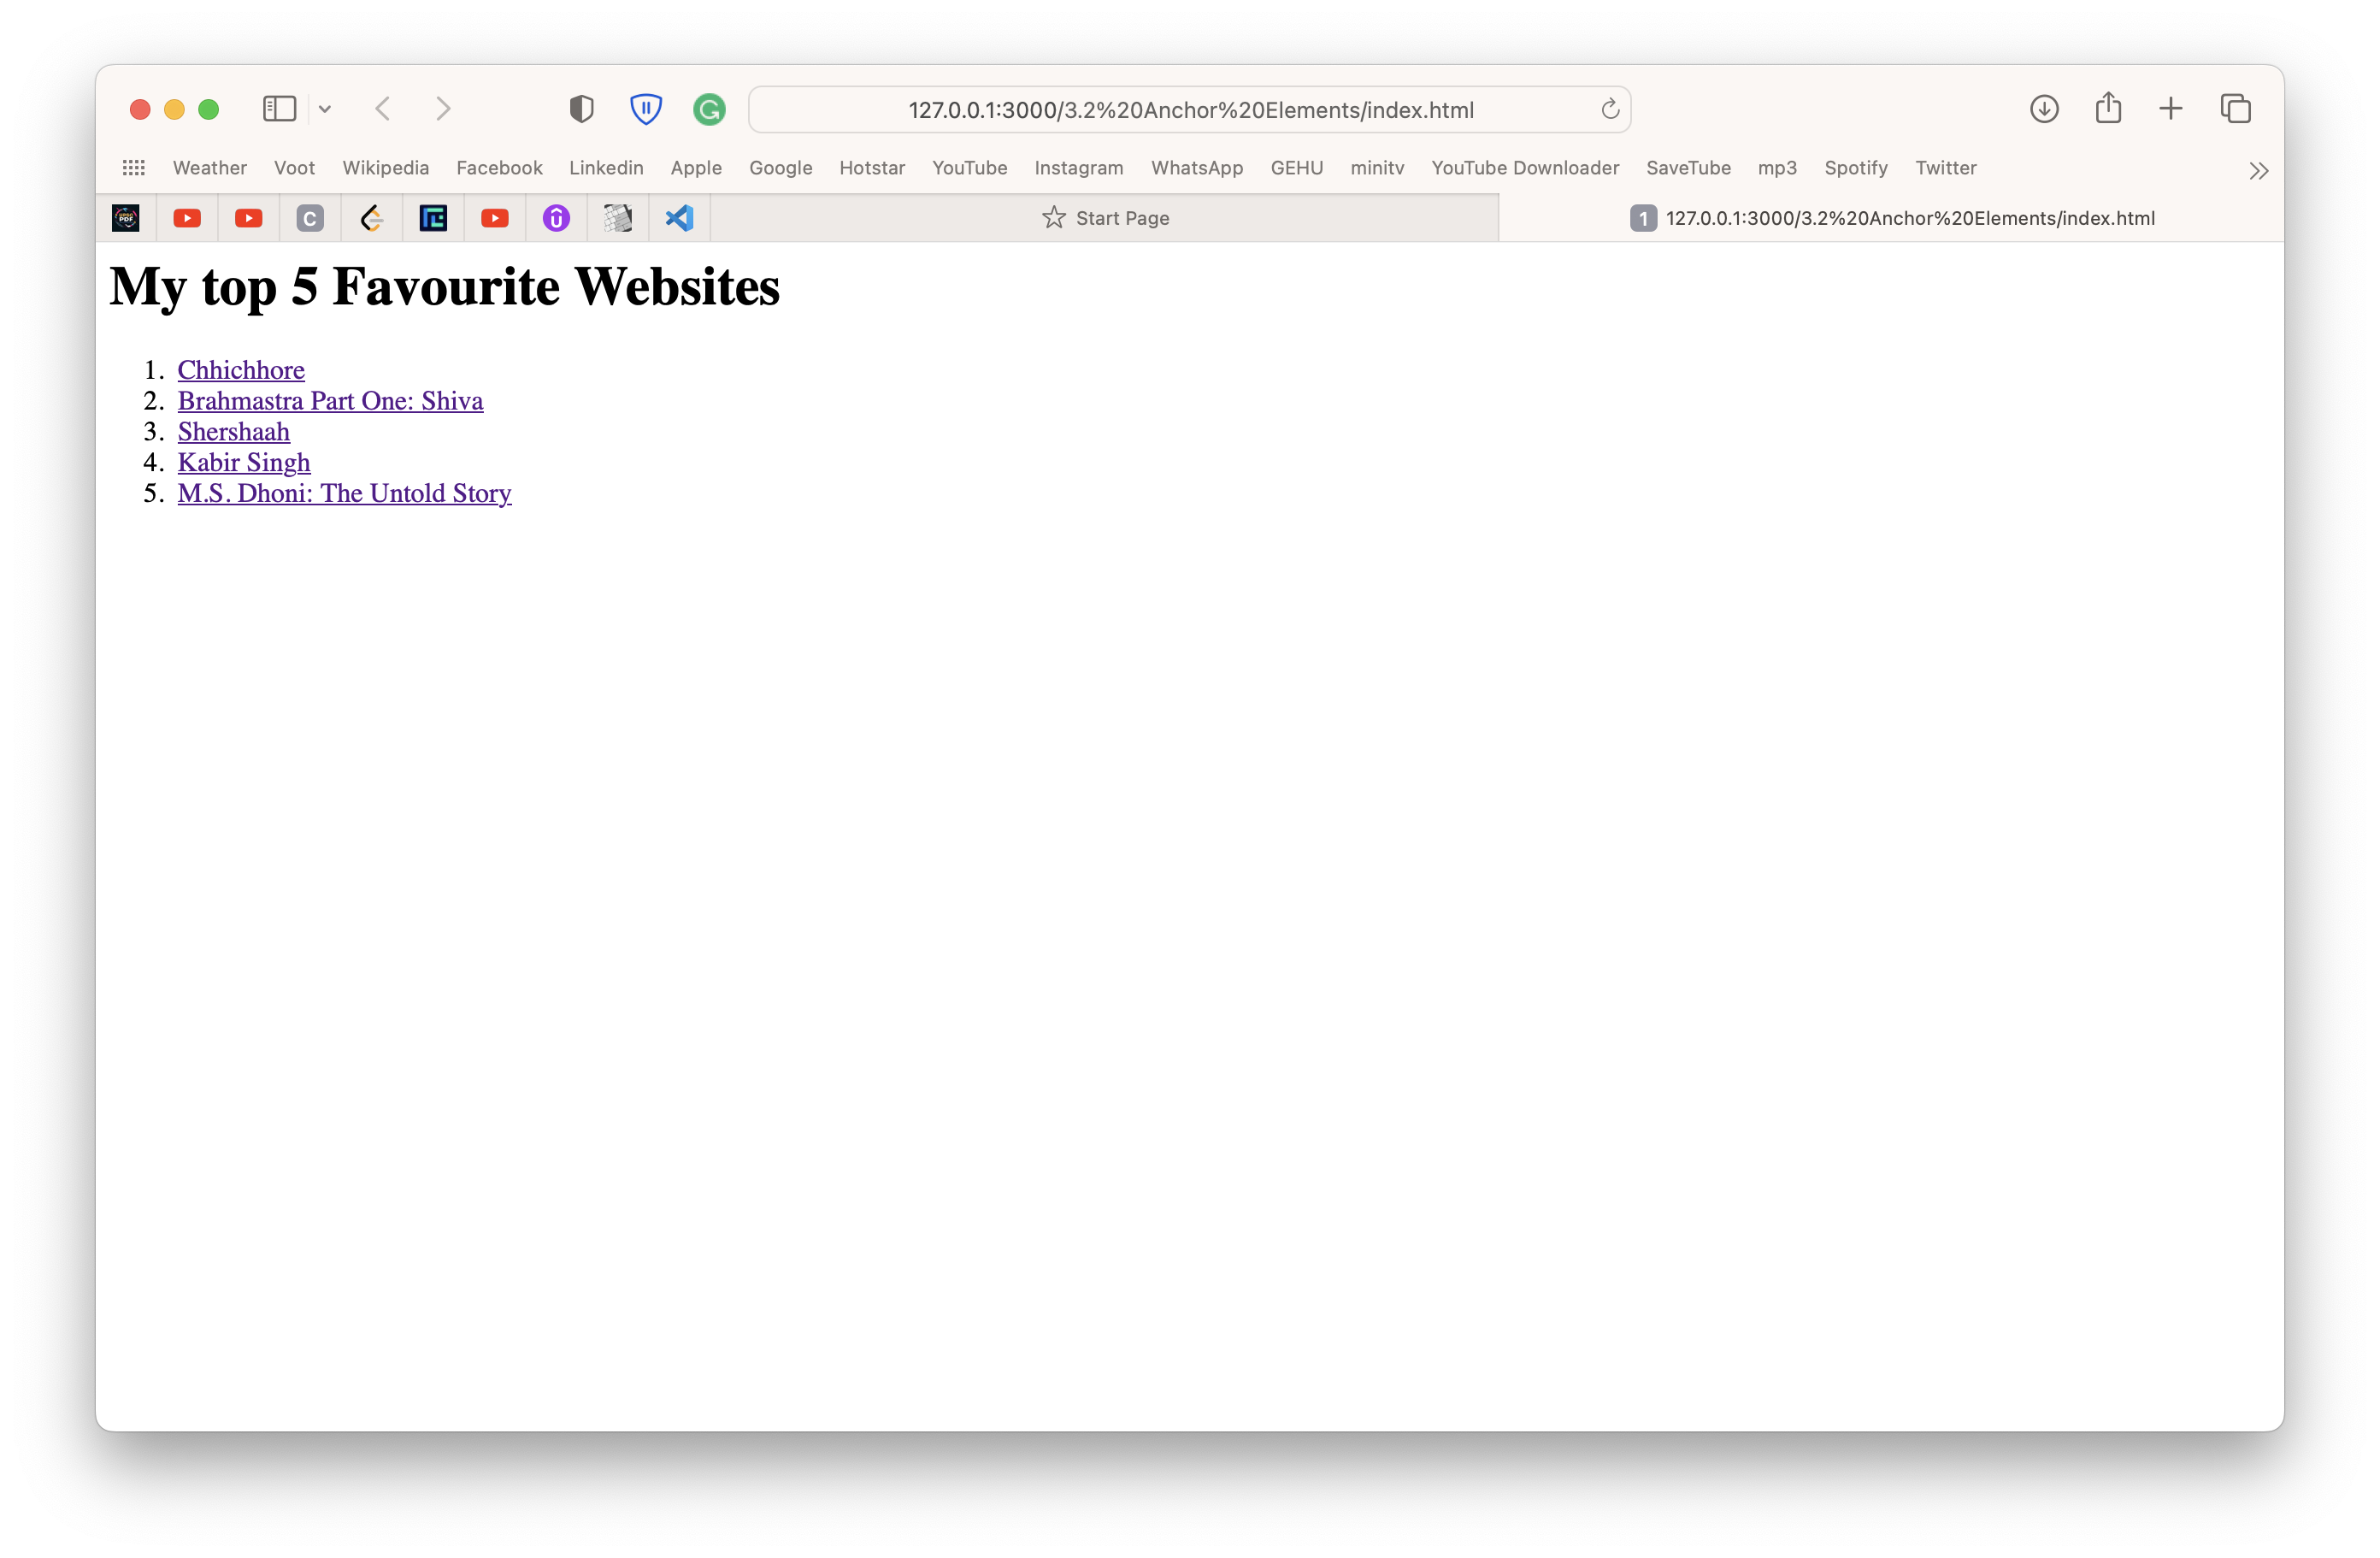 127.0.0.1:3000/3.2%20Anchor%20Elements/index.html
Weather Voot Wikipedia Facebook Linkedin Apple Google Hotstar YouTube Instagram WhatsApp GEHU minitv YouTube Downloader SaveTube mp3 Spotify Twitter
C Start Page 1 127.0.0.1:3000/3.2%20Anchor%20Elements/index.html
My top 5 Favourite Websites
1. Chhichhore
2. Brahmastra Part One: Shiva
3. Shershaah
4. Kabir Singh
5. M.S. Dhoni: The Untold Story